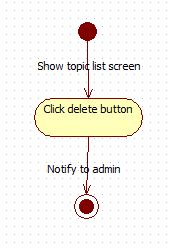 Show topic list screen
Click delete button
Notify to admin